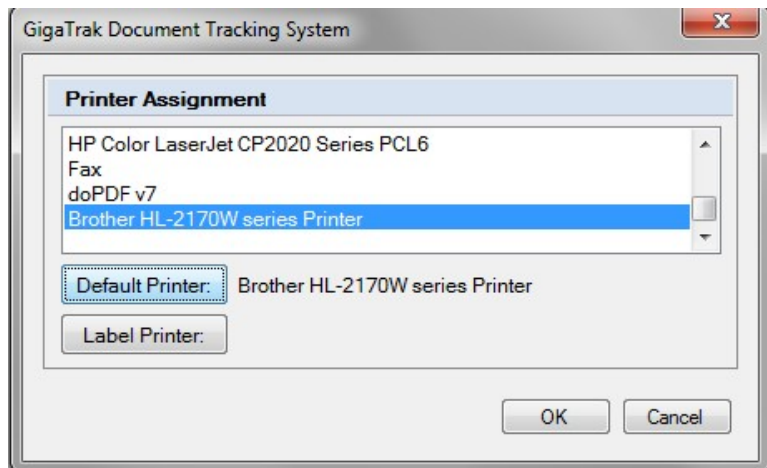 GigaTrak Document Tracking System
Printer Assignment
HP Color LaserJet CP2020 Series PCL6
Fax
doPDF v7
Brother HL-2170W series Printer
Default Printer: Brother HL-2170W series Printer
Label Printer:
OK Cancel